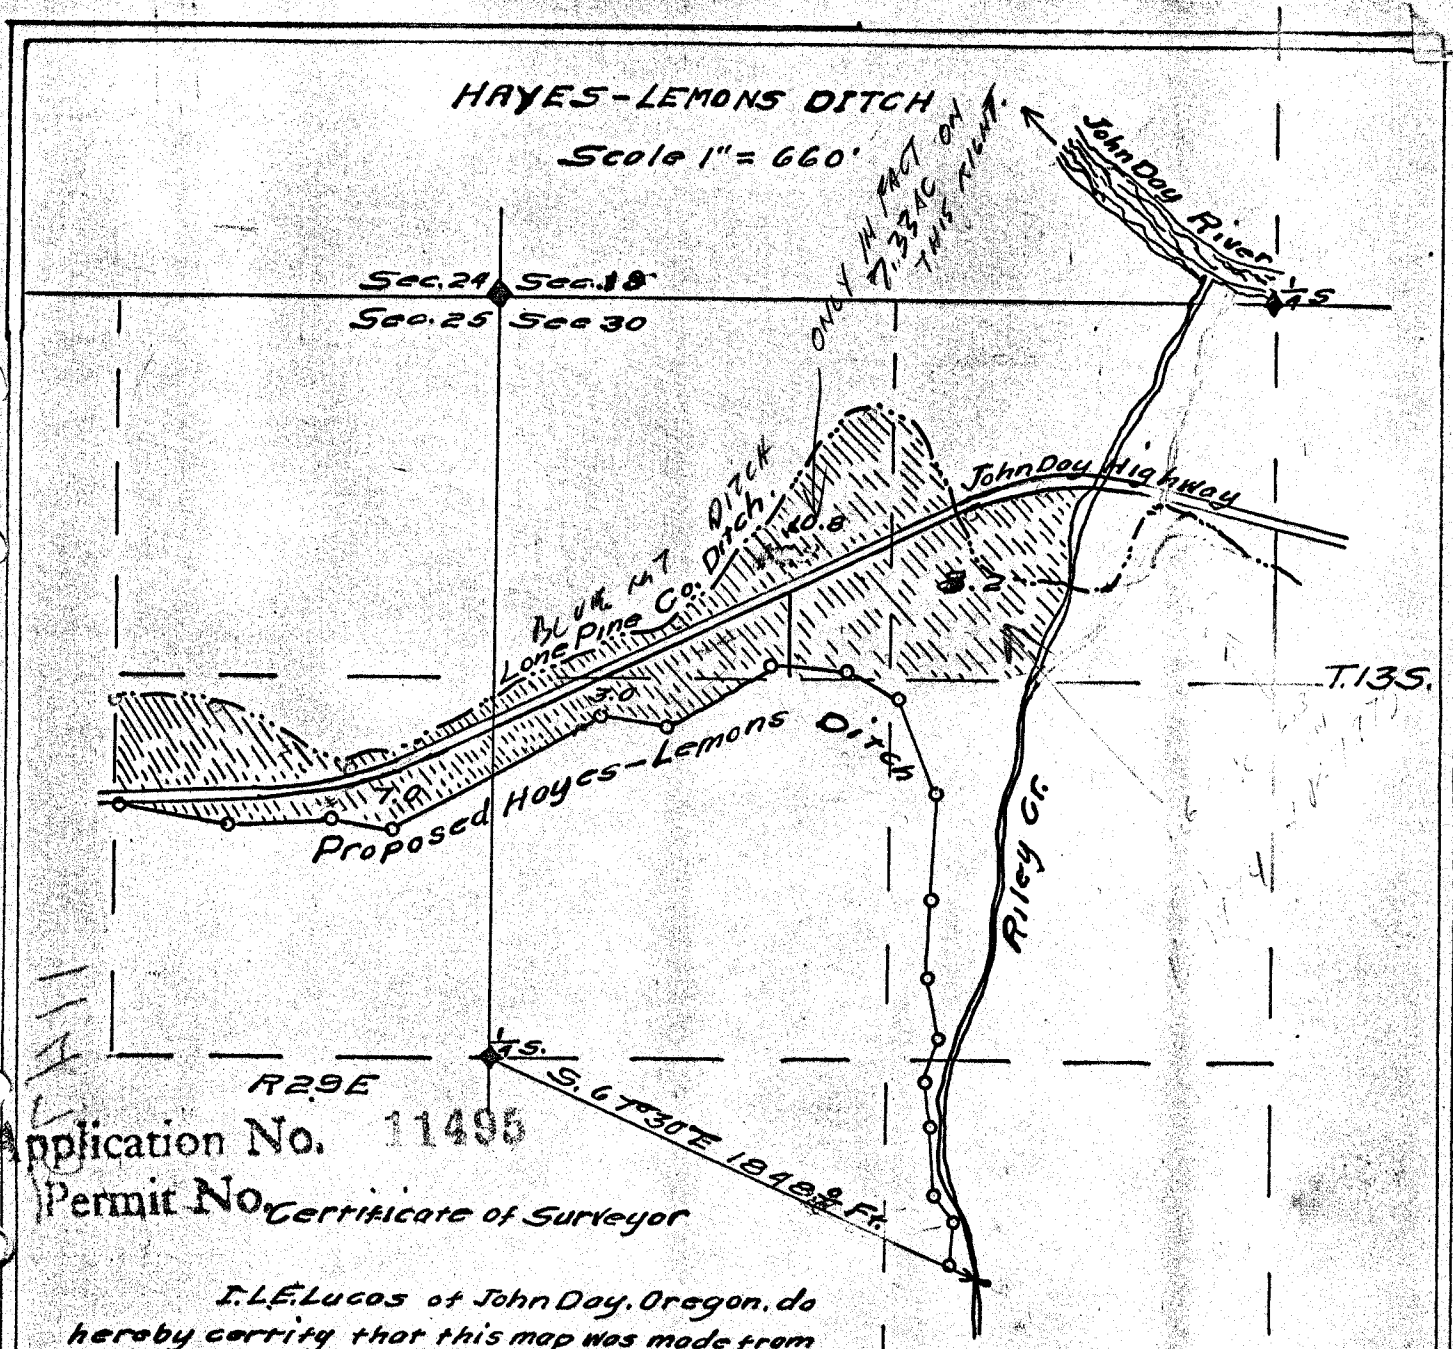 HAYES-LEMONS DITCH
Scale 1" = 660'
ONLY IN FACT ON
7.33 AC
THIS RIGHT.
John Day River
Sec. 24 Sec. 19
Sec. 25 Sec 30
1/4 S
John Day Highway
BLUE MT DITCH
Lone Pine Co. Ditch.
10.8
5.2
3.0
7.0
T.13S.
Proposed Hayes-Lemons Ditch
Riley Cr.
1/4 S.
R29E
S. 67°30'E 1848 Ft.
Application No. 11495
Permit No.
Certificate of Surveyor
I. L.E. Lucas of John Day, Oregon, do
hereby certify that this map was made from